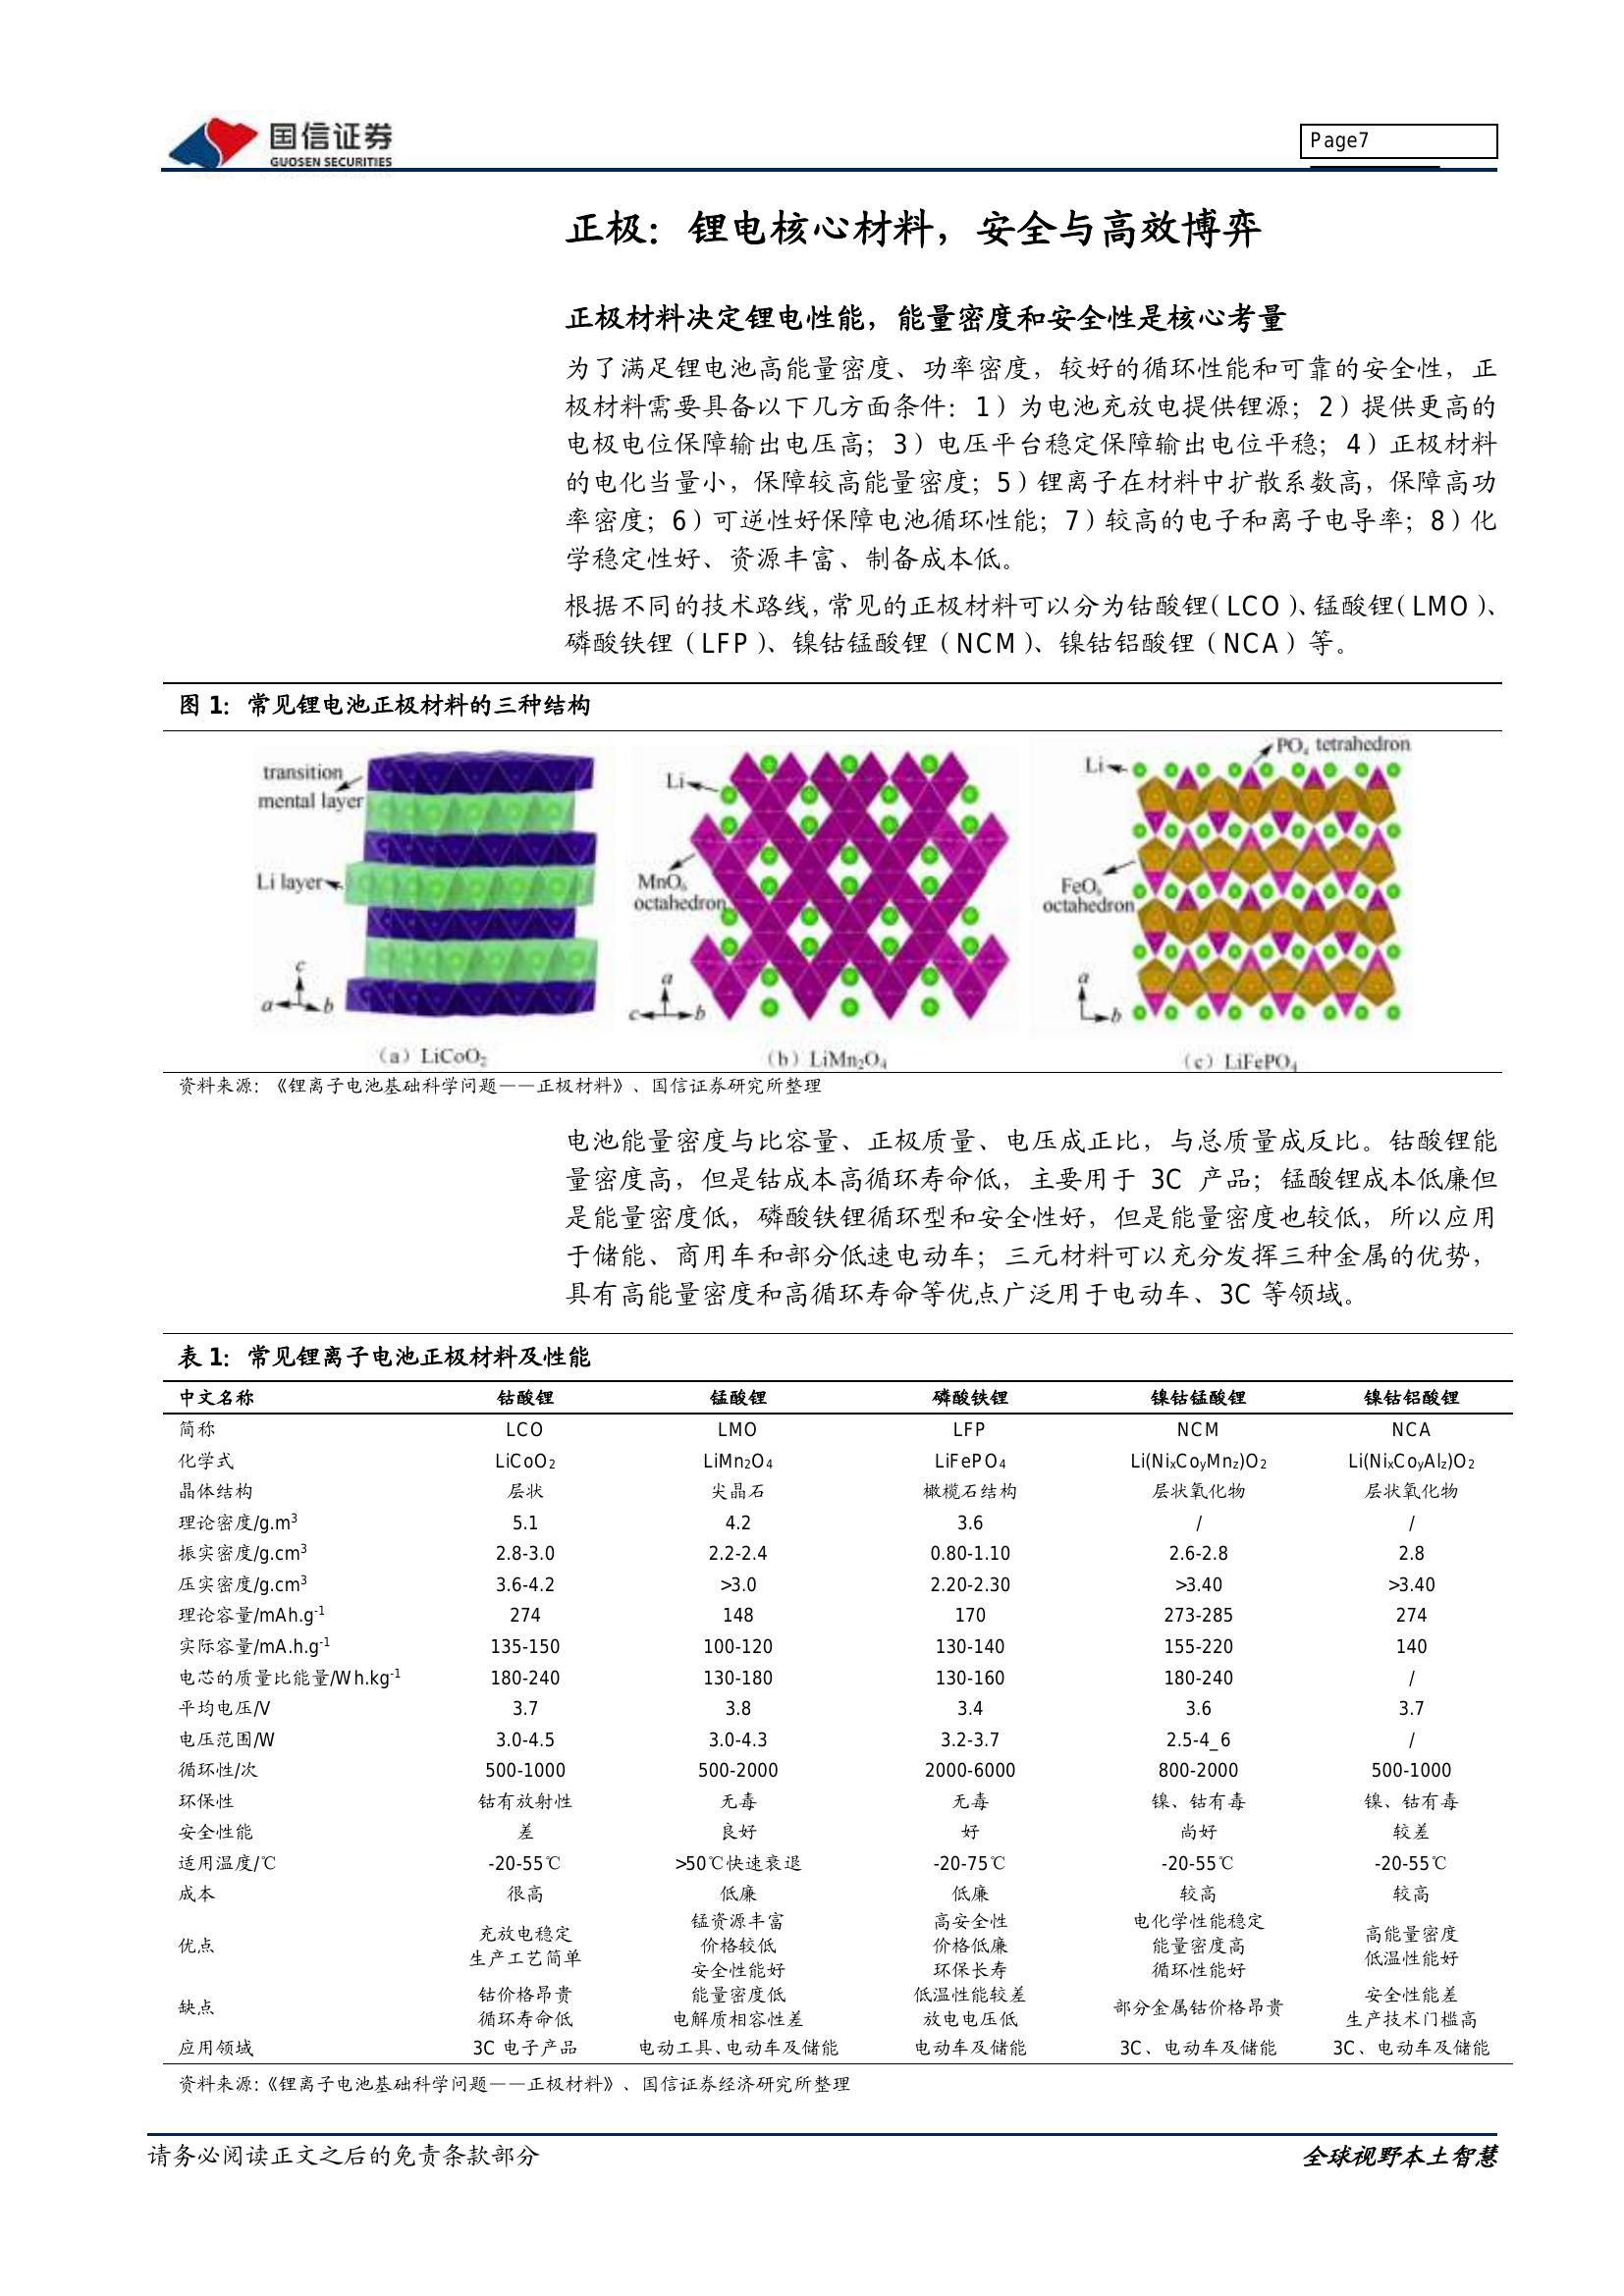 国信证券
GUOSEN SECURITIES
Page7
正极：锂电核心材料，安全与高效博弈
正极材料决定锂电性能，能量密度和安全性是核心考量
为了满足锂电池高能量密度、功率密度，较好的循环性能和可靠的安全性，正
极材料需要具备以下几方面条件：1）为电池充放电提供锂源；2）提供更高的
电极电位保障输出电压高；3）电压平台稳定保障输出电位平稳；4）正极材料
的电化当量小，保障较高能量密度；5）锂离子在材料中扩散系数高，保障高功
率密度；6）可逆性好保障电池循环性能；7）较高的电子和离子电导率；8）化
学稳定性好、资源丰富、制备成本低。
根据不同的技术路线，常见的正极材料可以分为钴酸锂（LCO）、锰酸锂（LMO）、
磷酸铁锂（LFP）、镍钴锰酸锂（NCM）、镍钴铝酸锂（NCA）等。
图 1：常见锂电池正极材料的三种结构
transition
mental layer
Li layer
c
a b
(a) LiCoO₂
Li
MnO₆
octahedron
a
c b
(b) LiMn₂O₄
PO₄ tetrahedron
Li
FeO₆
octahedron
a
b
(c) LiFePO₄
资料来源：《锂离子电池基础科学问题——正极材料》、国信证券研究所整理
电池能量密度与比容量、正极质量、电压成正比，与总质量成反比。钴酸锂能
量密度高，但是钴成本高循环寿命低，主要用于 3C 产品；锰酸锂成本低廉但
是能量密度低，磷酸铁锂循环型和安全性好，但是能量密度也较低，所以应用
于储能、商用车和部分低速电动车；三元材料可以充分发挥三种金属的优势，
具有高能量密度和高循环寿命等优点广泛用于电动车、3C 等领域。
表 1：常见锂离子电池正极材料及性能
中文名称 钴酸锂 锰酸锂 磷酸铁锂 镍钴锰酸锂 镍钴铝酸锂
简称 LCO LMO LFP NCM NCA
化学式 LiCoO₂ LiMn₂O₄ LiFePO₄ Li(NiₓCoyMnz)O₂ Li(NiₓCoyAlz)O₂
晶体结构 层状 尖晶石 橄榄石结构 层状氧化物 层状氧化物
理论密度/g.m³ 5.1 4.2 3.6 / /
振实密度/g.cm³ 2.8-3.0 2.2-2.4 0.80-1.10 2.6-2.8 2.8
压实密度/g.cm³ 3.6-4.2 >3.0 2.20-2.30 >3.40 >3.40
理论容量/mAh.g⁻¹ 274 148 170 273-285 274
实际容量/mA.h.g⁻¹ 135-150 100-120 130-140 155-220 140
电芯的质量比能量/Wh.kg⁻¹ 180-240 130-180 130-160 180-240 /
平均电压/V 3.7 3.8 3.4 3.6 3.7
电压范围/W 3.0-4.5 3.0-4.3 3.2-3.7 2.5-4_6 /
循环性/次 500-1000 500-2000 2000-6000 800-2000 500-1000
环保性 钴有放射性 无毒 无毒 镍、钴有毒 镍、钴有毒
安全性能 差 良好 好 尚好 较差
适用温度/℃ -20-55℃ >50℃快速衰退 -20-75℃ -20-55℃ -20-55℃
成本 很高 低廉 低廉 较高 较高
优点 充放电稳定 生产工艺简单 锰资源丰富 价格较低 安全性能好 高安全性 价格低廉 环保长寿 电化学性能稳定 能量密度高 循环性能好 高能量密度 低温性能好
缺点 钴价格昂贵 循环寿命低 能量密度低 电解质相容性差 低温性能较差 放电电压低 部分金属钴价格昂贵 安全性能差 生产技术门槛高
应用领域 3C 电子产品 电动工具、电动车及储能 电动车及储能 3C、电动车及储能 3C、电动车及储能
资料来源：《锂离子电池基础科学问题——正极材料》、国信证券经济研究所整理
请务必阅读正文之后的免责条款部分
全球视野本土智慧